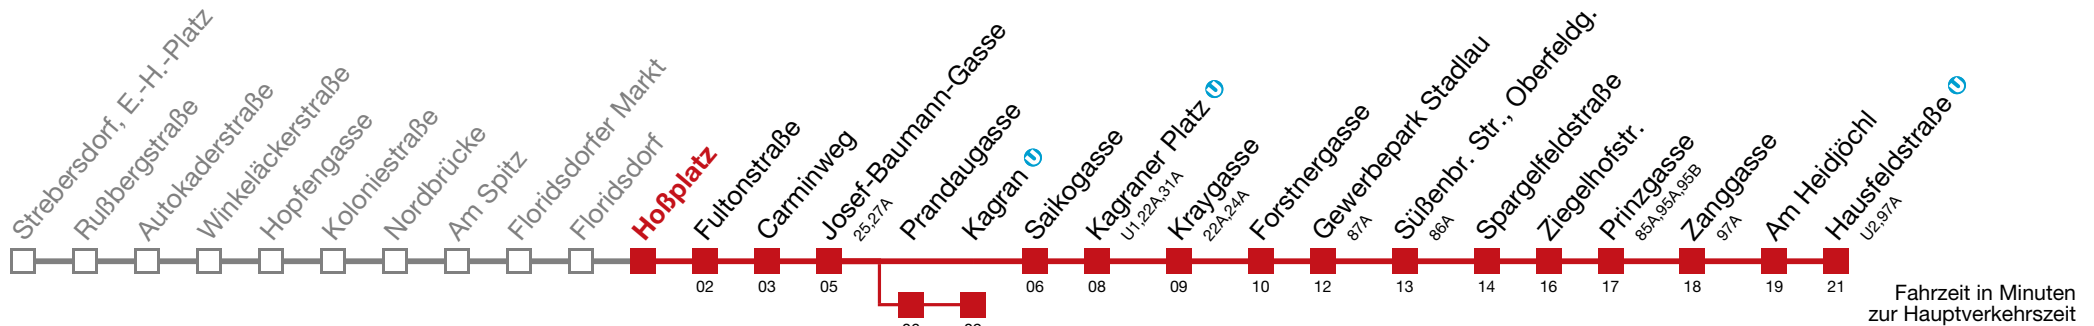 Strebersdorf, E.-H.-Platz
Rußbergstraße
Autokaderstraße
Winkeläckerstraße
Hopfengasse
Koloniestraße
Nordbrücke
Am Spitz
Floridsdorfer Markt
Floridsdorf
Hoßplatz
Fultonstraße
Carminweg
Josef-Baumann-Gasse
25,27A
Prandaugasse
Kagran U
Saikogasse
Kagraner Platz U
U1,22A,31A
Kraygasse
22A,24A
Forstnergasse
Gewerbepark Stadlau
87A
Süßenbr. Str., Oberfeldg.
86A
Spargelfeldstraße
Ziegelhofstr.
Prinzgasse
85A,95A,95B
Zanggasse
97A
Am Heidjöchl
Hausfeldstraße U
U2,97A
02 03 05 06 08 09 10 12 13 14 16 17 18 19 21
Fahrzeit in Minuten
zur Hauptverkehrszeit